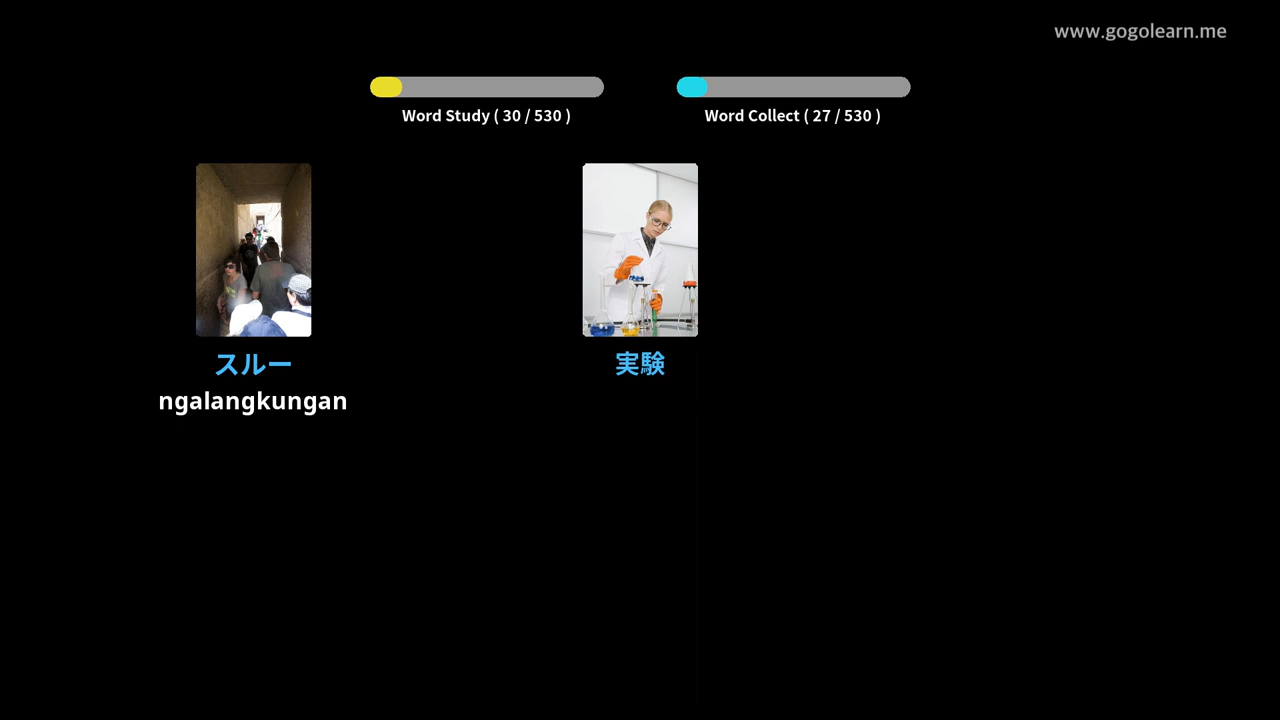 www.gogolearn.me
Word Study ( 30 / 530 )
Word Collect ( 27 / 530 )
スルー
実験
ngalangkungan